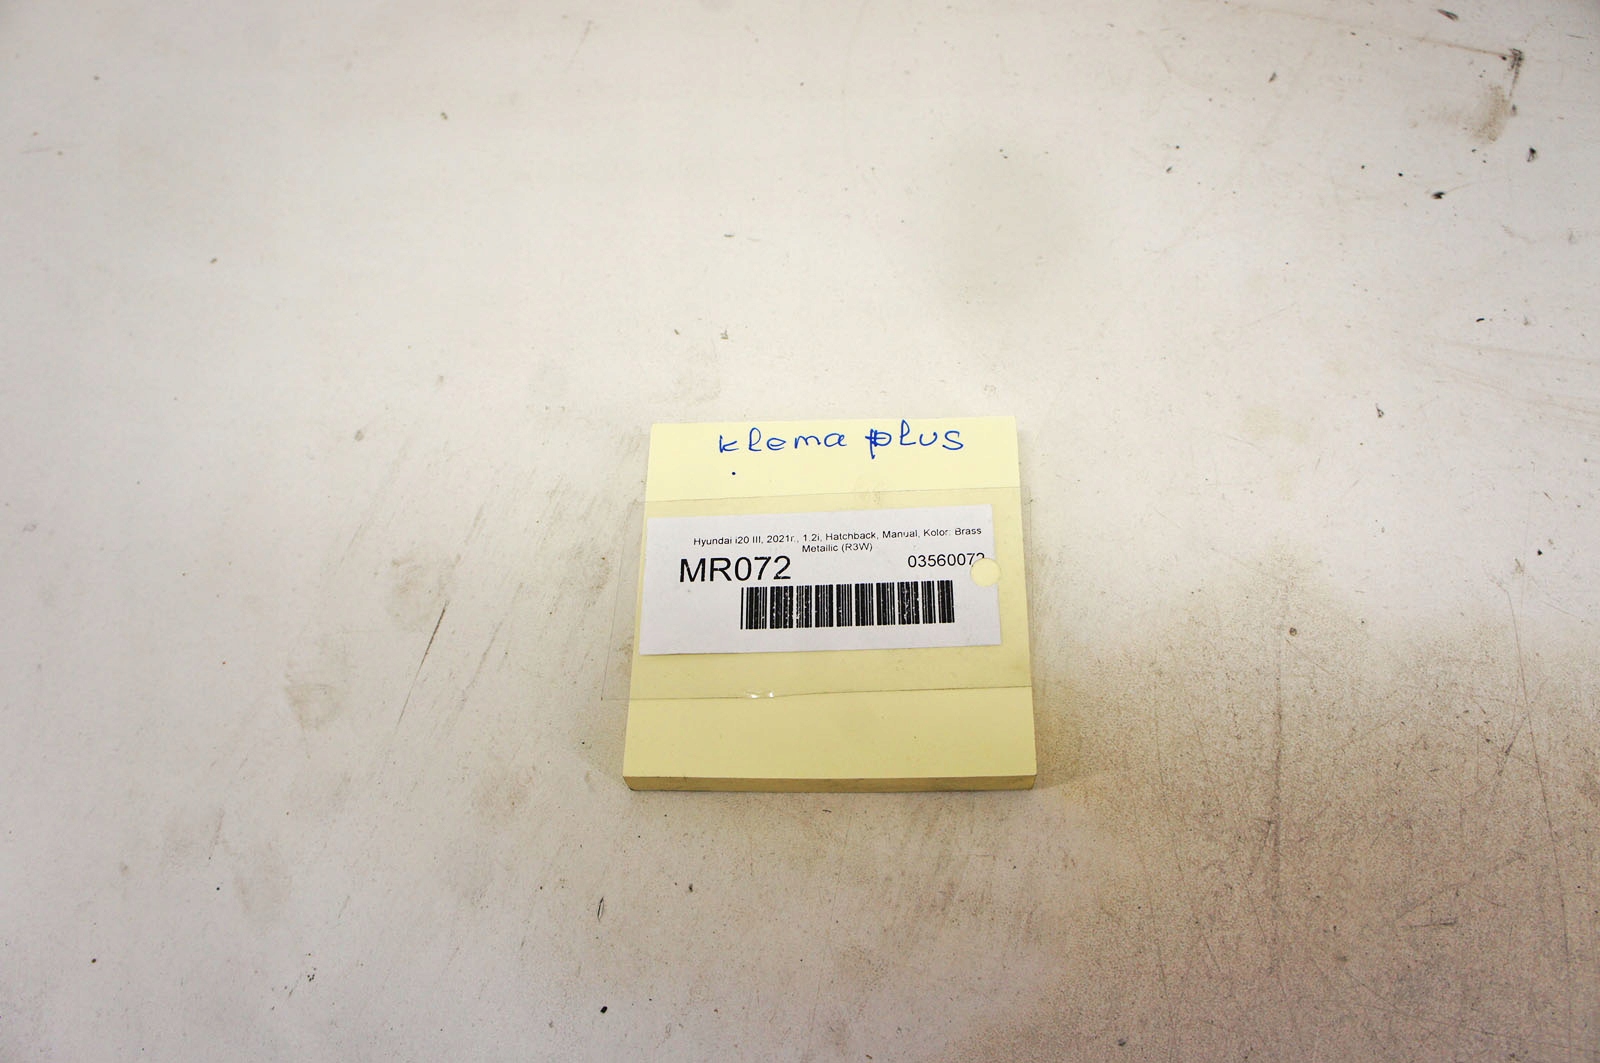 klema plus
Hyundai i20 III, 2021r., 1.2i, Hatchback, Manual, Kolor: Brass
Metallic (R3W)
MR072
03560072